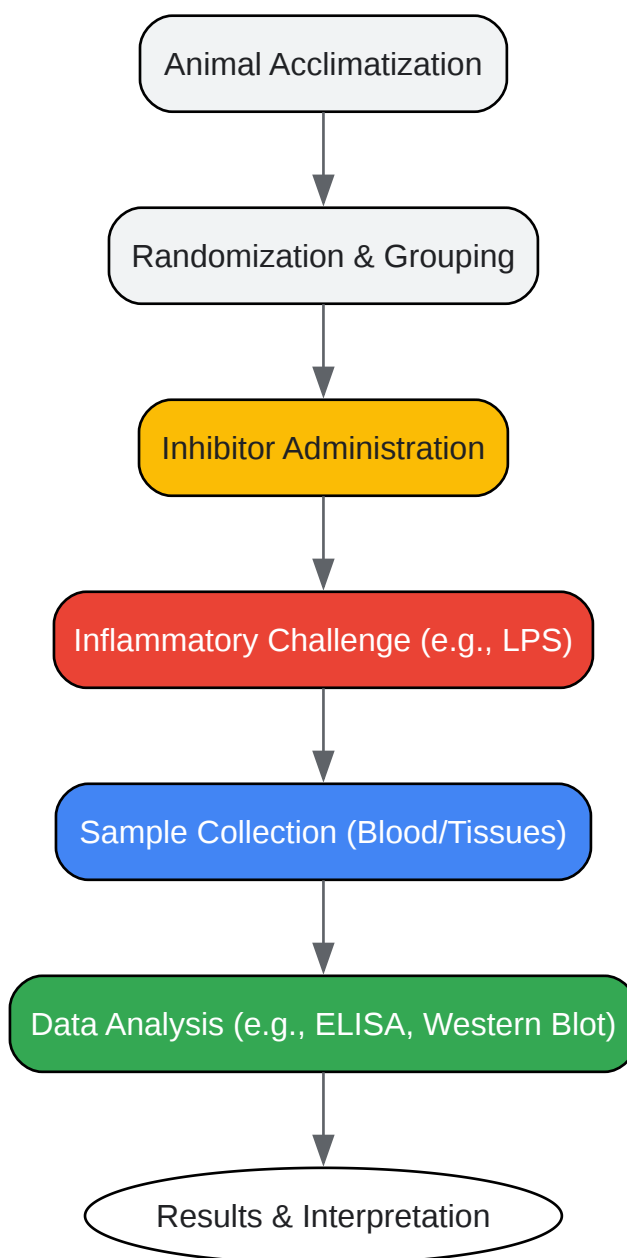 Animal Acclimatization
Randomization & Grouping
Inhibitor Administration
Inflammatory Challenge (e.g., LPS)
Sample Collection (Blood/Tissues)
Data Analysis (e.g., ELISA, Western Blot)
Results & Interpretation